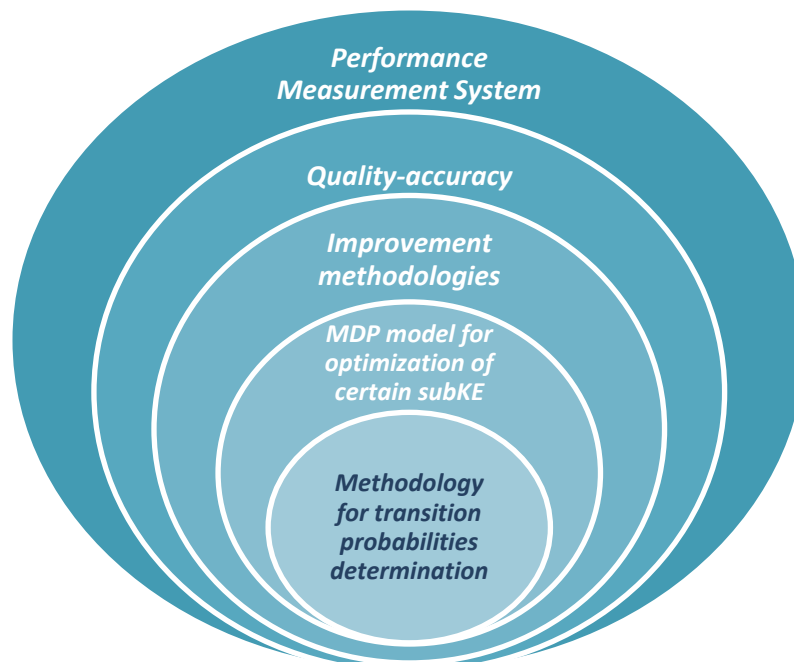 Performance
Measurement System
Quality-accuracy
Improvement
methodologies
MDP model for
optimization of
certain subKE
Methodology
for transition
probabilities
determination